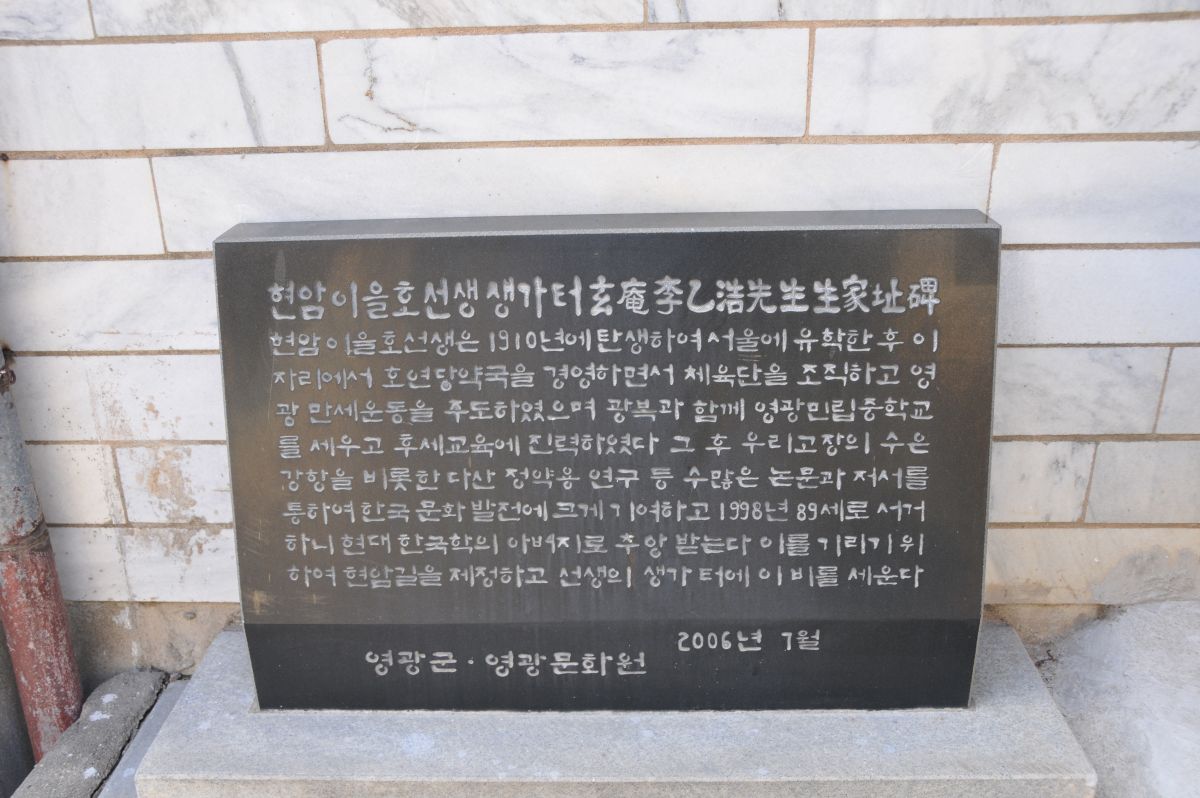 현암이을호선생 생가터 玄庵李乙浩先生生家址碑
현암 이을호선생은 1910년에 탄생하여 서울에 유학한 후 이
자리에서 호연당약국을 경영하면서 체육단을 조직하고 영
광 만세운동을 주도하였으며 광복과 함께 영광민립중학교
를 세우고 후세교육에 진력하였다 그 후 우리고장의 수은
강항을 비롯한 다산 정약용 연구 등 수많은 논문과 저서를
통하여 한국 문화 발전에 크게 기여하고 1998년 89세로 서거
하니 현대 한국학의 아버지로 추앙 받는다 이를 기리기 위
하여 현암길을 제정하고 선생의 생가 터에 이 비를 세운다
2006년 7월
영광군 · 영광문화원